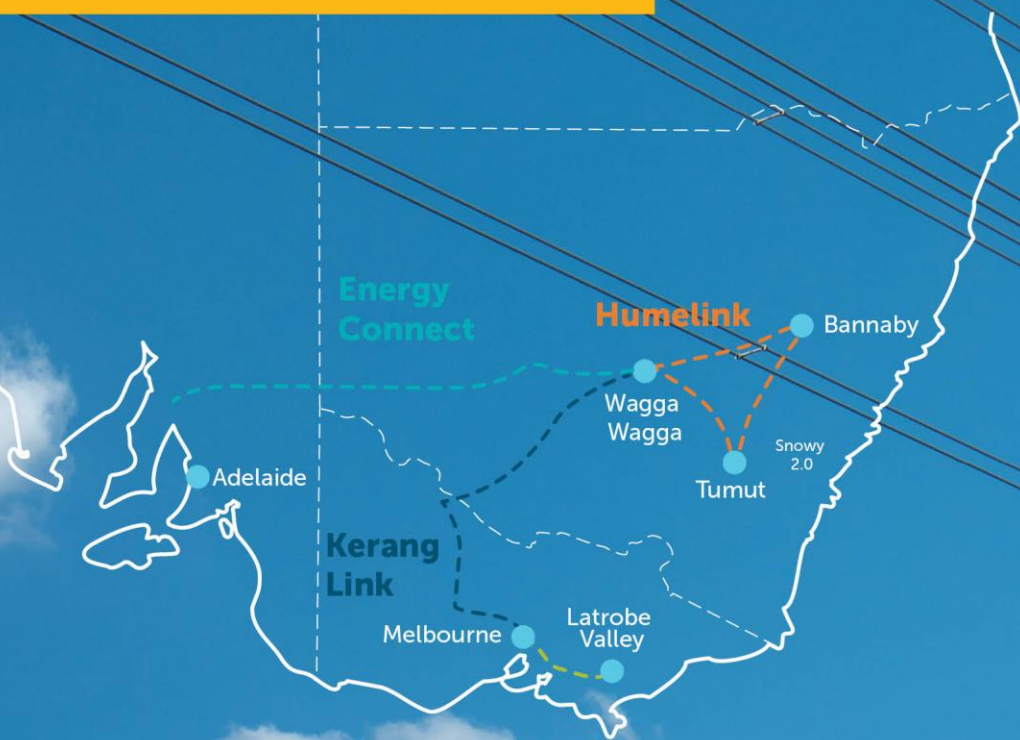 Energy
Connect
Humelink
Bannaby
Wagga
Wagga
Snowy
2.0
Tumut
Adelaide
Kerang
Link
Latrobe
Valley
Melbourne